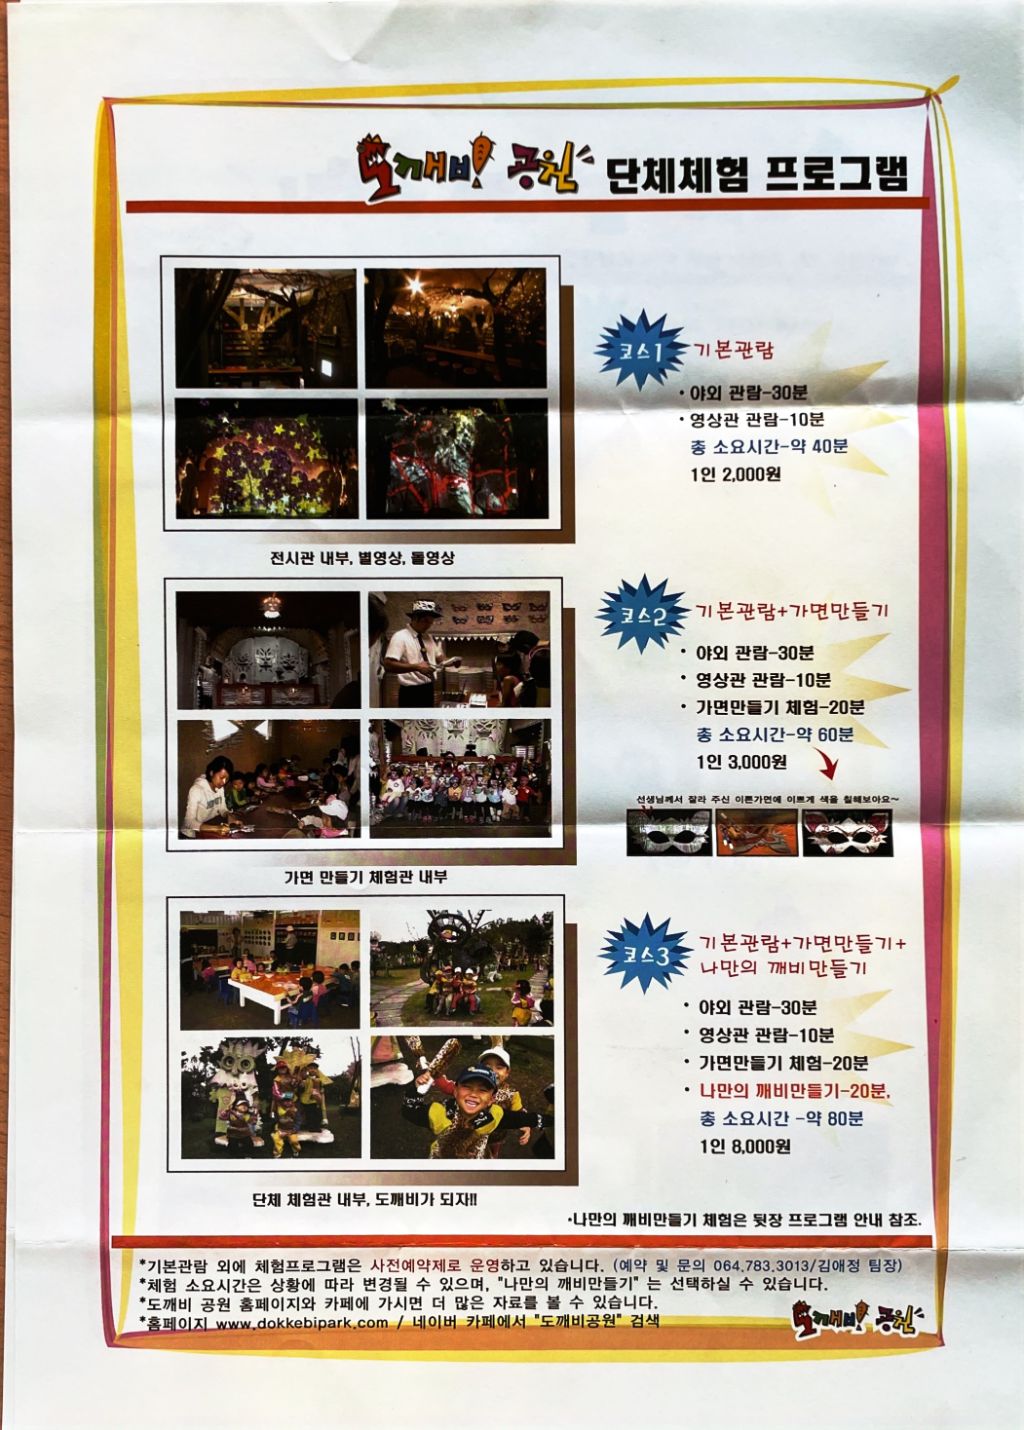 도깨비! 공원 단체체험 프로그램
코스1 기본관람
· 야외 관람-30분
· 영상관 관람-10분
총 소요시간-약 40분
1인 2,000원
전시관 내부, 별영상, 돌영상
코스2 기본관람+가면만들기
· 야외 관람-30분
· 영상관 관람-10분
· 가면만들기 체험-20분
총 소요시간-약 60분
1인 3,000원
선생님께서 잘라 주신 이쁜가면에 이쁘게 색을 칠해보아요~
가면 만들기 체험관 내부
코스3 기본관람+가면만들기+
나만의 깨비만들기
· 야외 관람-30분
· 영상관 관람-10분
· 가면만들기 체험-20분
· 나만의 깨비만들기-20분.
총 소요시간 -약 80분
1인 8,000원
단체 체험관 내부, 도깨비가 되자!!
·나만의 깨비만들기 체험은 뒷장 프로그램 안내 참조.
*기본관람 외에 체험프로그램은 사전예약제로 운영하고 있습니다. (예약 및 문의 064.783.3013/김애정 팀장)
*체험 소요시간은 상황에 따라 변경될 수 있으며, "나만의 깨비만들기" 는 선택하실 수 있습니다.
*도깨비 공원 홈페이지와 카페에 가시면 더 많은 자료를 볼 수 있습니다.
*홈페이지 www.dokkebipark.com / 네이버 카페에서 "도깨비공원" 검색
도깨비! 공원